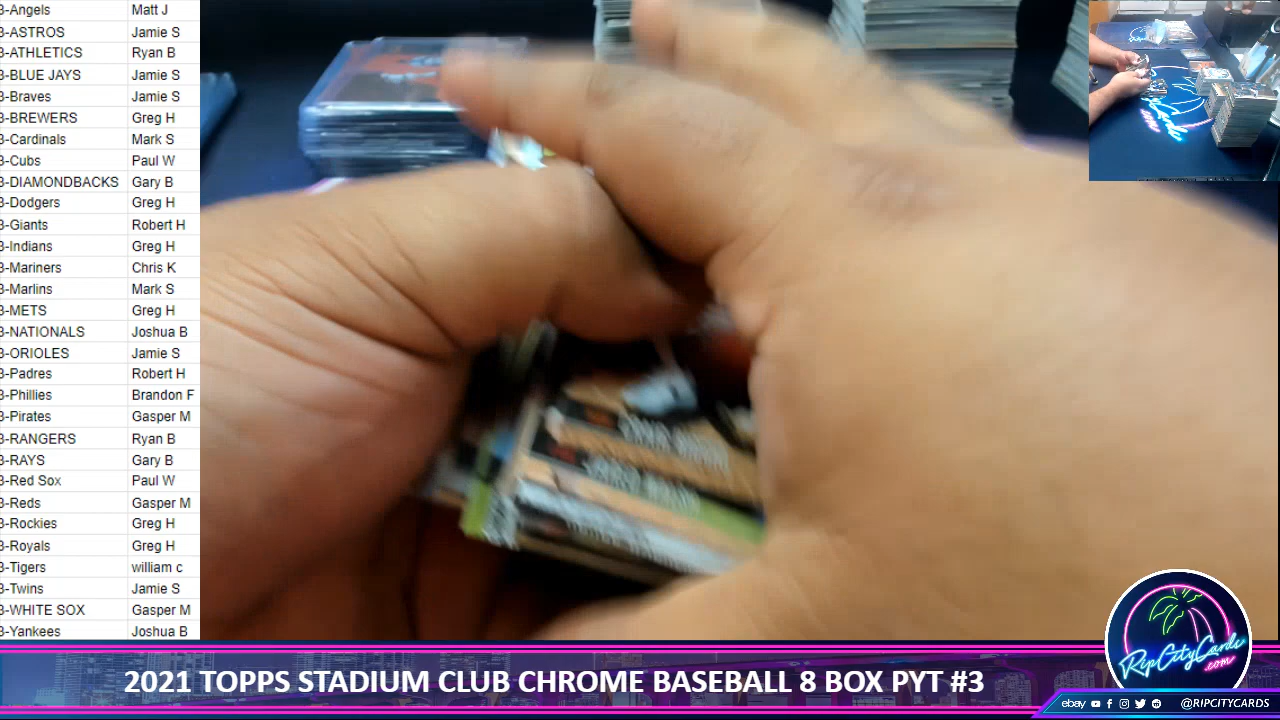 3-Angels Matt J
3-ASTROS Jamie S
3-ATHLETICS Ryan B
3-BLUE JAYS Jamie S
3-Braves Jamie S
3-BREWERS Greg H
3-Cardinals Mark S
3-Cubs Paul W
3-DIAMONDBACKS Gary B
3-Dodgers Greg H
3-Giants Robert H
3-Indians Greg H
3-Mariners Chris K
3-Marlins Mark S
3-METS Greg H
3-NATIONALS Joshua B
3-ORIOLES Jamie S
3-Padres Robert H
3-Phillies Brandon F
3-Pirates Gasper M
3-RANGERS Ryan B
3-RAYS Gary B
3-Red Sox Paul W
3-Reds Gasper M
3-Rockies Greg H
3-Royals Greg H
3-Tigers william c
3-Twins Jamie S
3-WHITE SOX Gasper M
3-Yankees Joshua B
RipCityCards
.com
2021 TOPPS STADIUM CLUB CHROME BASEBALL 8 BOX PYT #3
ebay @RIPCITYCARDS